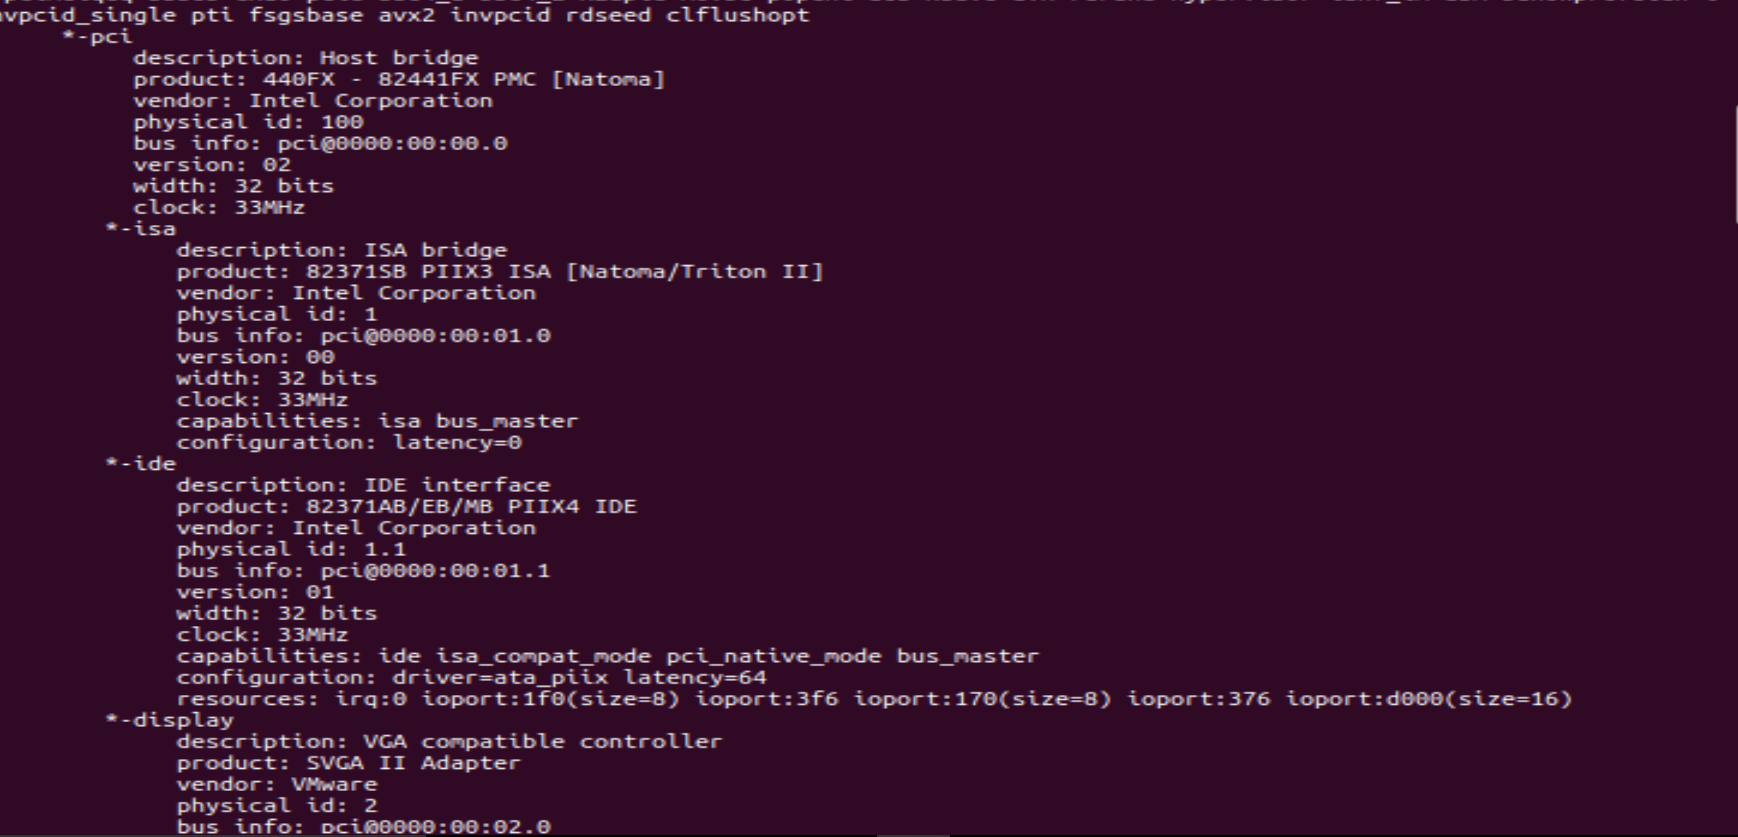 invpcid_single pti fsgsbase avx2 invpcid rdseed clflushopt
*-pci
description: Host bridge
product: 440FX - 82441FX PMC [Natoma]
vendor: Intel Corporation
physical id: 100
bus info: pci@0000:00:00.0
version: 02
width: 32 bits
clock: 33MHz
*-isa
description: ISA bridge
product: 82371SB PIIX3 ISA [Natoma/Triton II]
vendor: Intel Corporation
physical id: 1
bus info: pci@0000:00:01.0
version: 00
width: 32 bits
clock: 33MHz
capabilities: isa bus_master
configuration: latency=0
*-ide
description: IDE interface
product: 82371AB/EB/MB PIIX4 IDE
vendor: Intel Corporation
physical id: 1.1
bus info: pci@0000:00:01.1
version: 01
width: 32 bits
clock: 33MHz
capabilities: ide isa_compat_mode pci_native_mode bus_master
configuration: driver=ata_piix latency=64
resources: irq:0 ioport:1f0(size=8) ioport:3f6 ioport:170(size=8) ioport:376 ioport:d000(size=16)
*-display
description: VGA compatible controller
product: SVGA II Adapter
vendor: VMware
physical id: 2
bus info: pci@0000:00:02.0